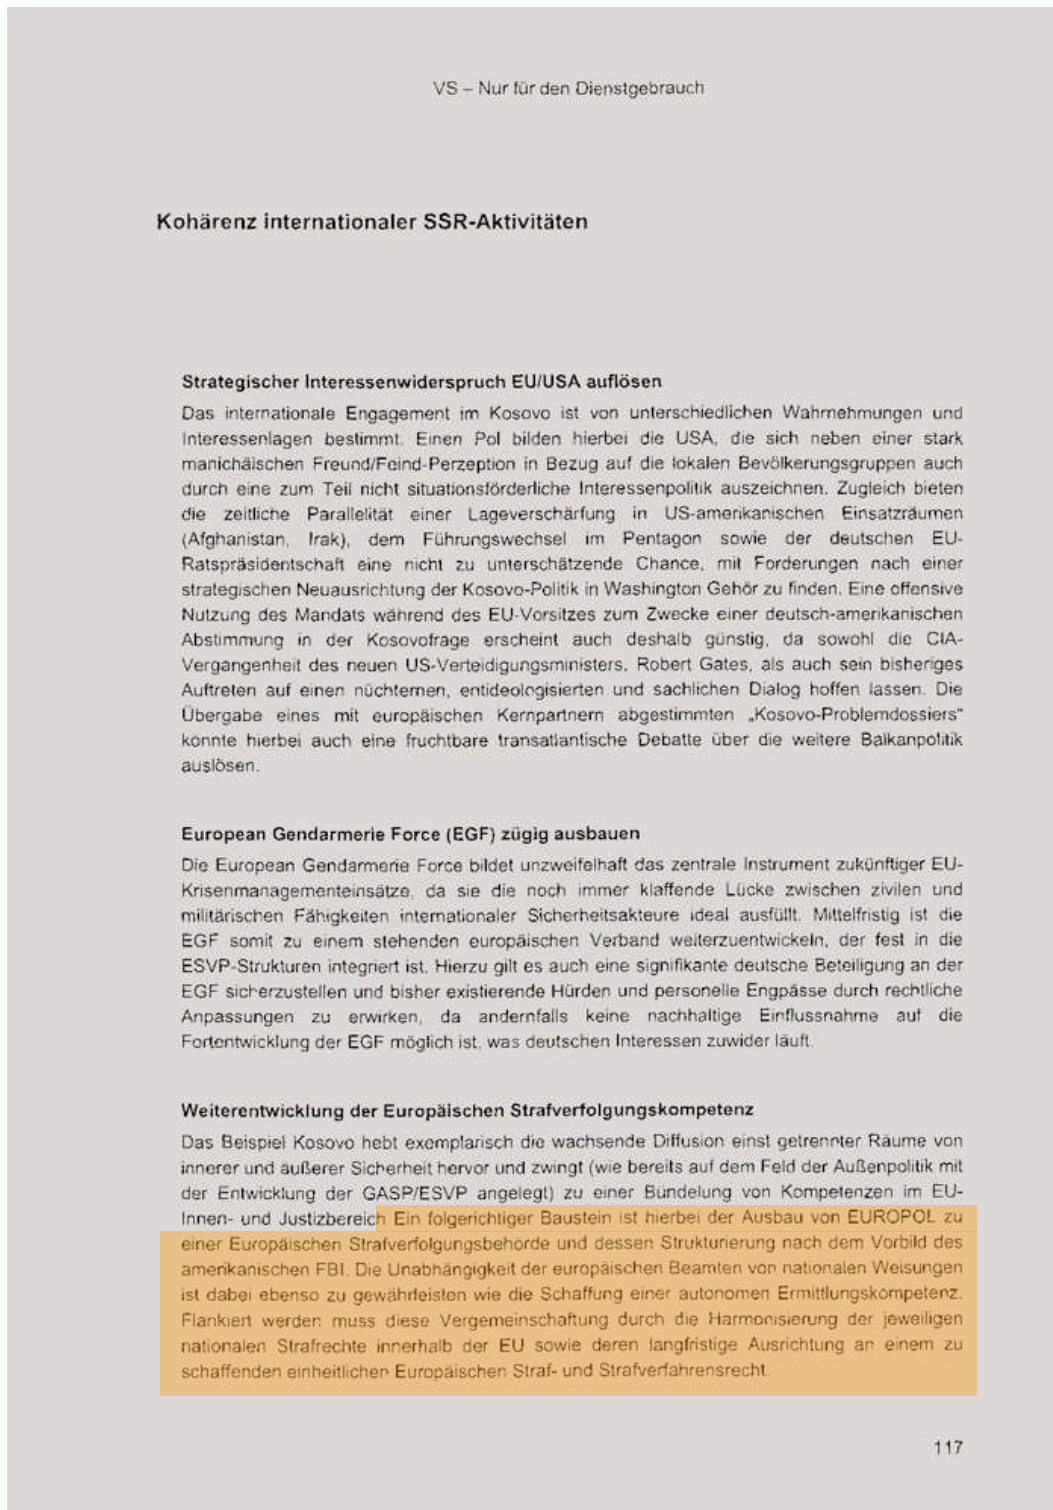 VS – Nur für den Dienstgebrauch
Kohärenz internationaler SSR-Aktivitäten
Strategischer Interessenwiderspruch EU/USA auflösen
Das internationale Engagement im Kosovo ist von unterschiedlichen Wahrnehmungen und
Interessenlagen bestimmt. Einen Pol bilden hierbei die USA, die sich neben einer stark
manichäischen Freund/Feind-Perzeption in Bezug auf die lokalen Bevölkerungsgruppen auch
durch eine zum Teil nicht situationsförderliche Interessenpolitik auszeichnen. Zugleich bieten
die zeitliche Parallelität einer Lageverschärfung in US-amerikanischen Einsatzräumen
(Afghanistan, Irak), dem Führungswechsel im Pentagon sowie der deutschen EU-
Ratspräsidentschaft eine nicht zu unterschätzende Chance, mit Forderungen nach einer
strategischen Neuausrichtung der Kosovo-Politik in Washington Gehör zu finden. Eine offensive
Nutzung des Mandats während des EU-Vorsitzes zum Zwecke einer deutsch-amerikanischen
Abstimmung in der Kosovofrage erscheint auch deshalb günstig, da sowohl die CIA-
Vergangenheit des neuen US-Verteidigungsministers, Robert Gates, als auch sein bisheriges
Auftreten auf einen nüchternen, entideologisierten und sachlichen Dialog hoffen lassen. Die
Übergabe eines mit europäischen Kernpartnern abgestimmten „Kosovo-Problemdossiers“
könnte hierbei auch eine fruchtbare transatlantische Debatte über die weitere Balkanpolitik
auslösen.
European Gendarmerie Force (EGF) zügig ausbauen
Die European Gendarmerie Force bildet unzweifelhaft das zentrale Instrument zukünftiger EU-
Krisenmanagementeinsätze, da sie die noch immer klaffende Lücke zwischen zivilen und
militärischen Fähigkeiten internationaler Sicherheitsakteure ideal ausfüllt. Mittelfristig ist die
EGF somit zu einem stehenden europäischen Verband weiterzuentwickeln, der fest in die
ESVP-Strukturen integriert ist. Hierzu gilt es auch eine signifikante deutsche Beteiligung an der
EGF sicherzustellen und bisher existierende Hürden und personelle Engpässe durch rechtliche
Anpassungen zu erwirken, da andernfalls keine nachhaltige Einflussnahme auf die
Fortentwicklung der EGF möglich ist, was deutschen Interessen zuwider läuft.
Weiterentwicklung der Europäischen Strafverfolgungskompetenz
Das Beispiel Kosovo hebt exemplarisch die wachsende Diffusion einst getrennter Räume von
innerer und äußerer Sicherheit hervor und zwingt (wie bereits auf dem Feld der Außenpolitik mit
der Entwicklung der GASP/ESVP angelegt) zu einer Bündelung von Kompetenzen im EU-
Innen- und Justizbereich Ein folgerichtiger Baustein ist hierbei der Ausbau von EUROPOL zu
einer Europäischen Strafverfolgungsbehörde und dessen Strukturierung nach dem Vorbild des
amerikanischen FBI. Die Unabhängigkeit der europäischen Beamten von nationalen Weisungen
ist dabei ebenso zu gewährleisten wie die Schaffung einer autonomen Ermittlungskompetenz.
Flankiert werden muss diese Vergemeinschaftung durch die Harmonisierung der jeweiligen
nationalen Strafrechte innerhalb der EU sowie deren langfristige Ausrichtung an einem zu
schaffenden einheitlichen Europäischen Straf- und Strafverfahrensrecht.
117